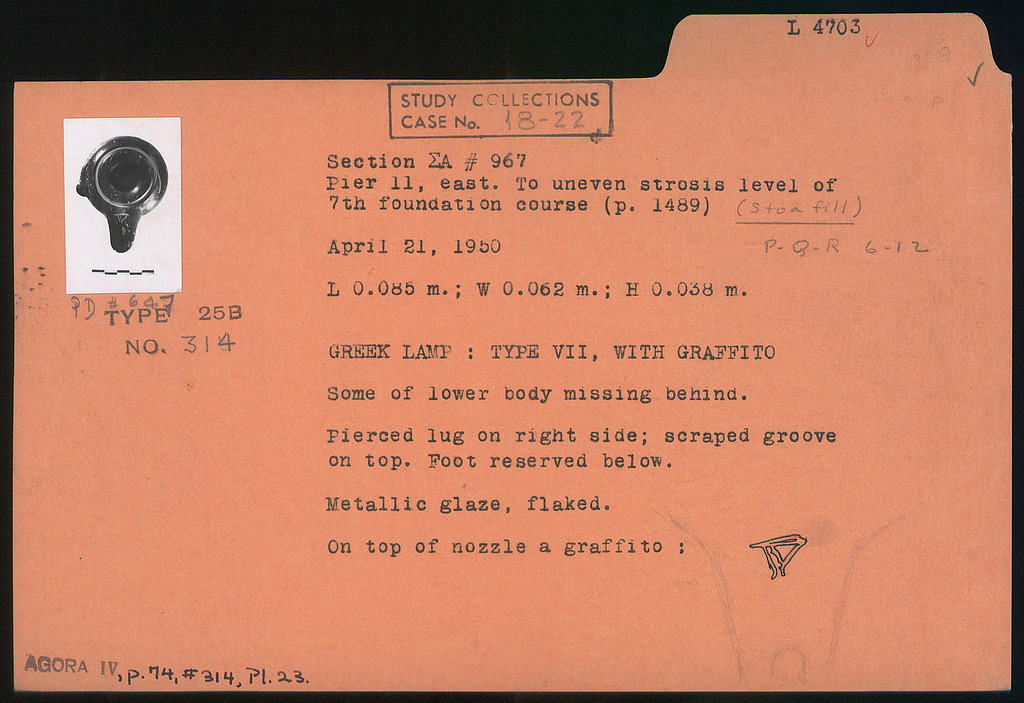 L 4703
STUDY COLLECTIONS
CASE No. 18-22
Section ΣA # 967
Pier 11, east. To uneven strosis level of
7th foundation course (p. 1489) (Stoa fill)
April 21, 1950
P-Q-R 6-12
L 0.085 m.; W 0.062 m.; H 0.038 m.
PD # 647
TYPE 25B
NO. 314
GREEK LAMP : TYPE VII, WITH GRAFFITO
Some of lower body missing behind.
Pierced lug on right side; scraped groove
on top. Foot reserved below.
Metallic glaze, flaked.
On top of nozzle a graffito :
AGORA IV, p.74, #314, Pl.23.